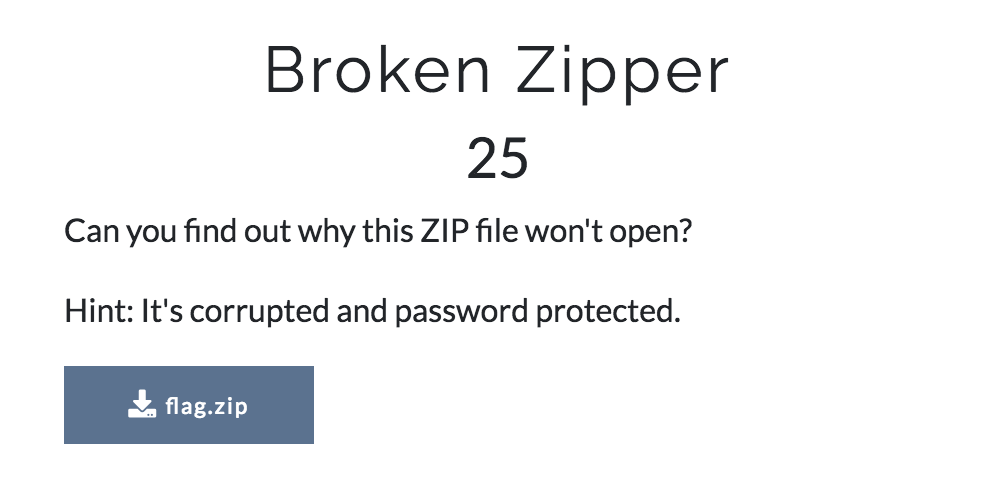 Broken Zipper
25
Can you find out why this ZIP file won't open?
Hint: It's corrupted and password protected.
flag.zip